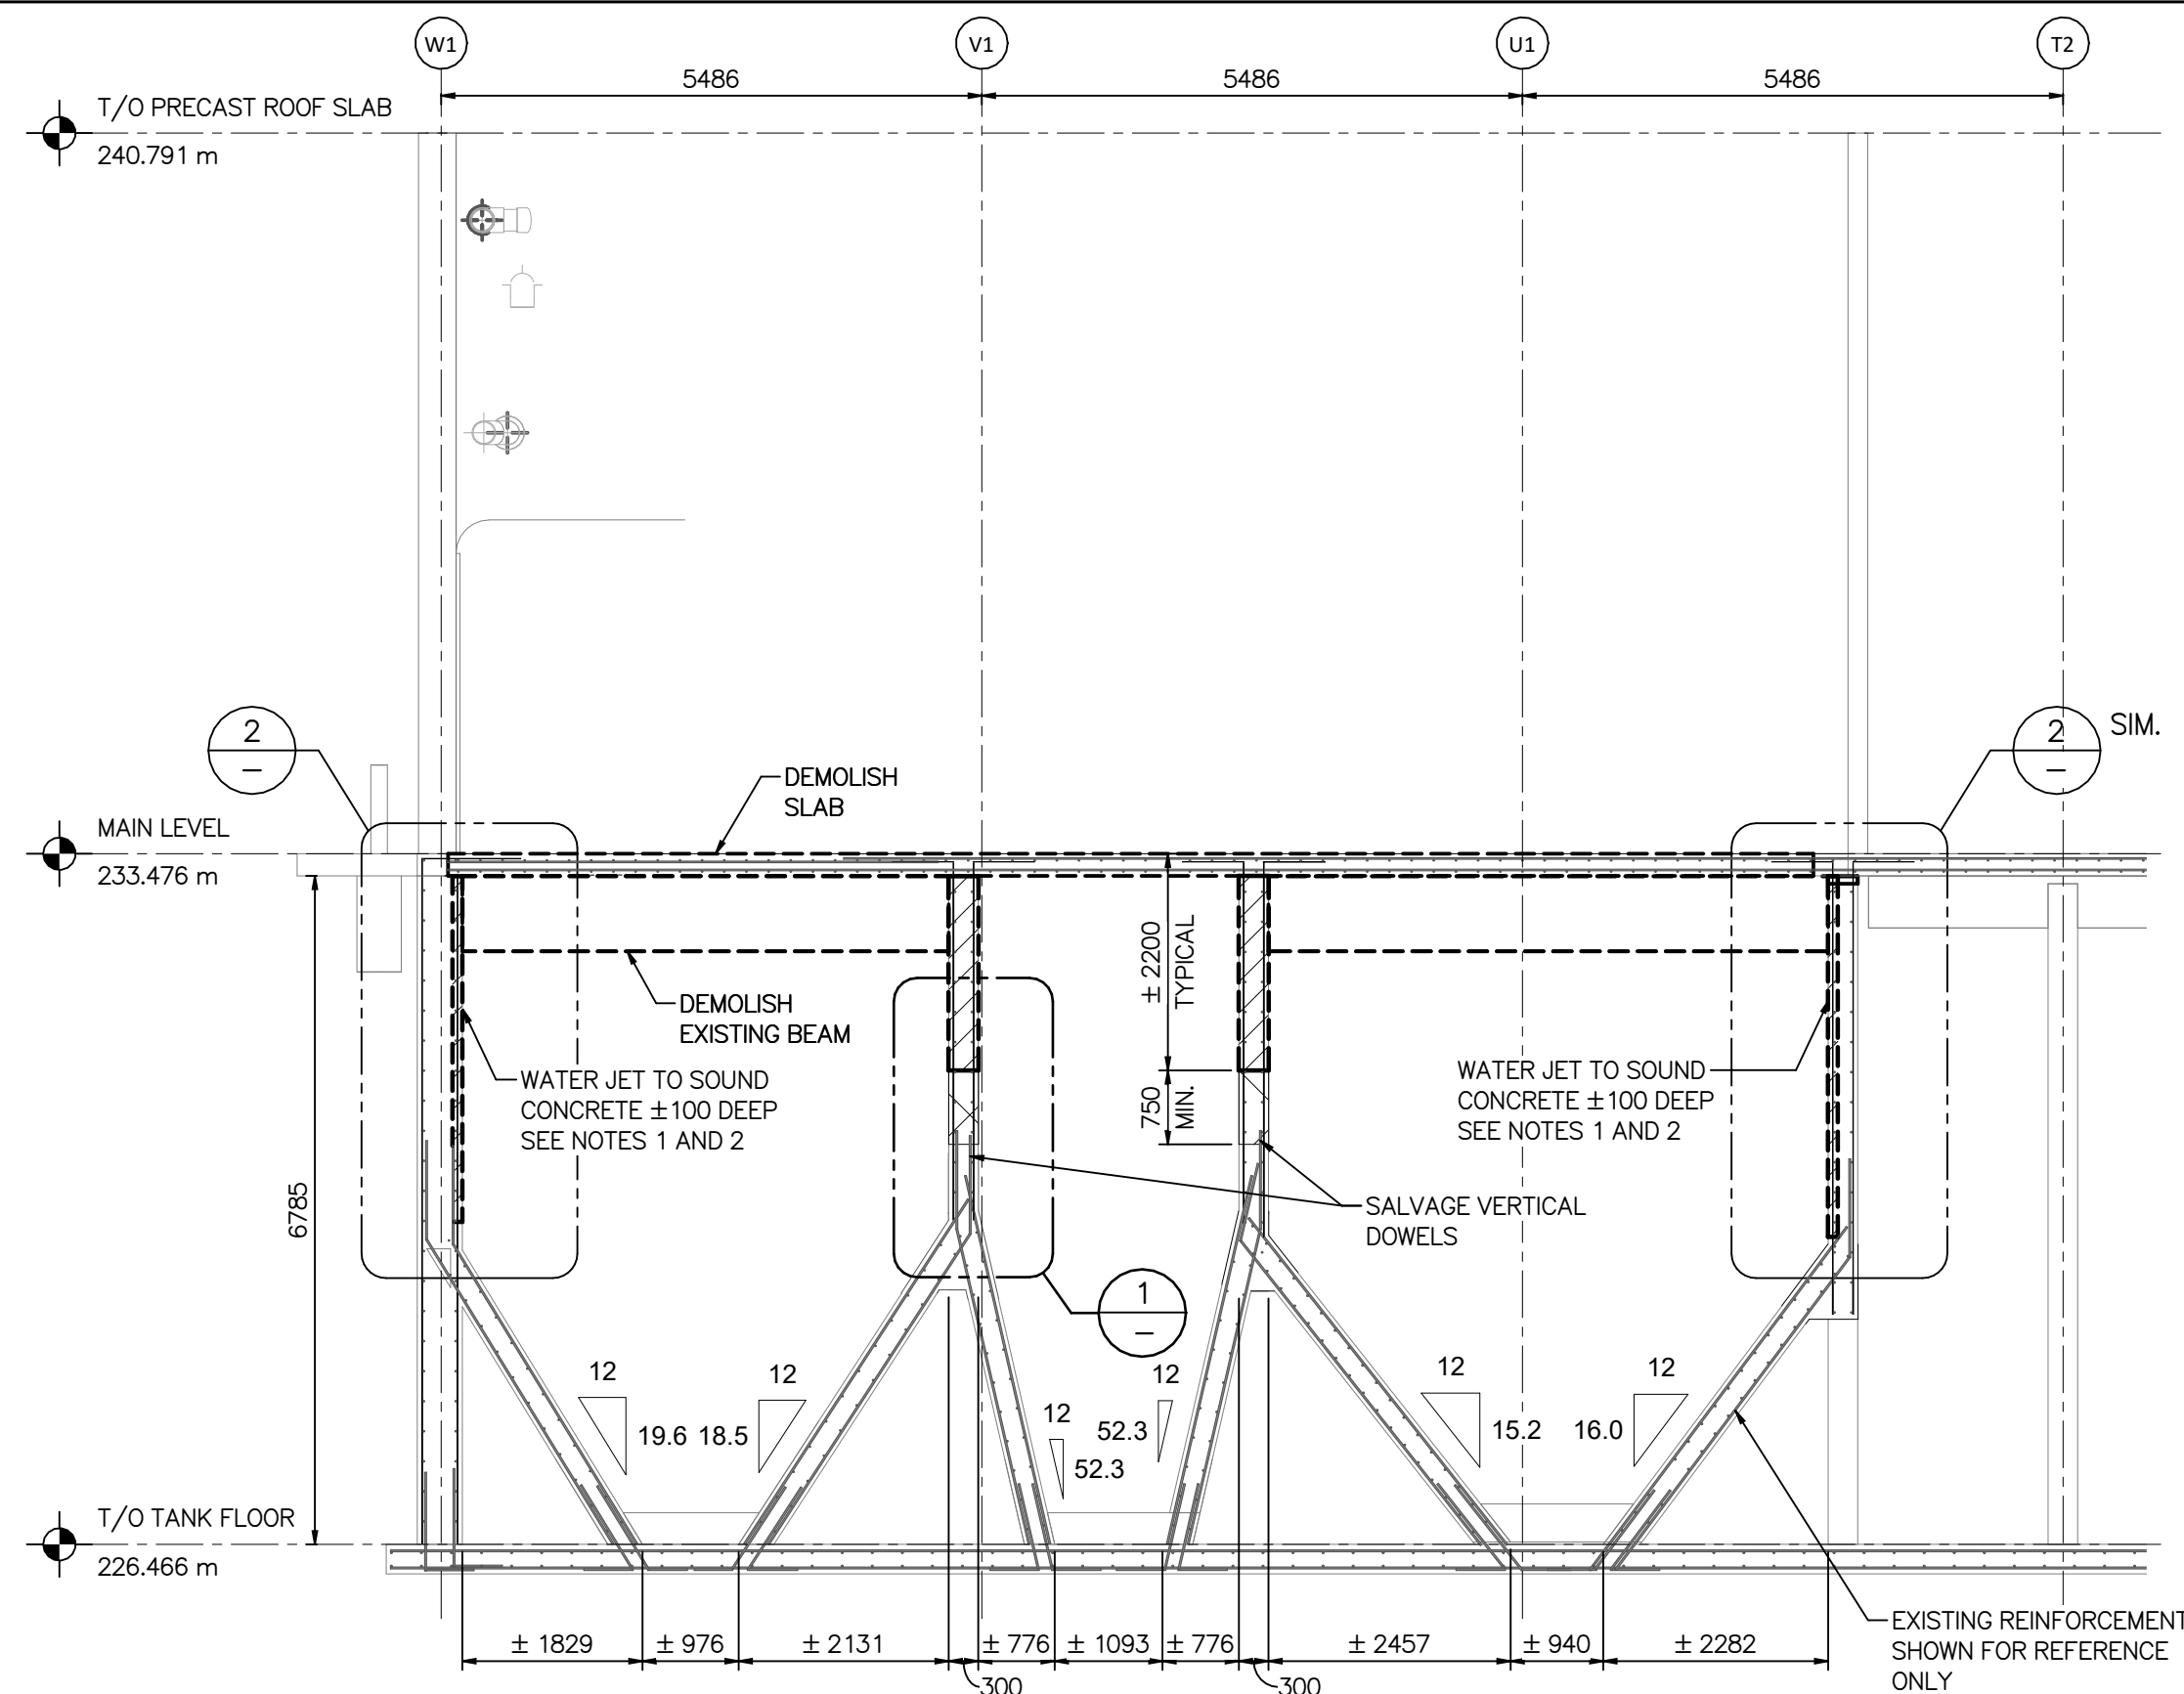 W1
V1
U1
T2
5486
5486
5486
T/O PRECAST ROOF SLAB
240.791 m
2
–
2
–
SIM.
DEMOLISH
SLAB
MAIN LEVEL
233.476 m
± 2200
TYPICAL
DEMOLISH
EXISTING BEAM
WATER JET TO SOUND
CONCRETE ±100 DEEP
SEE NOTES 1 AND 2
750
MIN.
WATER JET TO SOUND
CONCRETE ±100 DEEP
SEE NOTES 1 AND 2
6785
SALVAGE VERTICAL
DOWELS
1
–
12
19.6
12
18.5
12
52.3
12
52.3
12
15.2
12
16.0
T/O TANK FLOOR
226.466 m
± 1829
± 976
± 2131
± 776
± 1093
± 776
± 2457
± 940
± 2282
300
300
EXISTING REINFORCEMENT
SHOWN FOR REFERENCE
ONLY